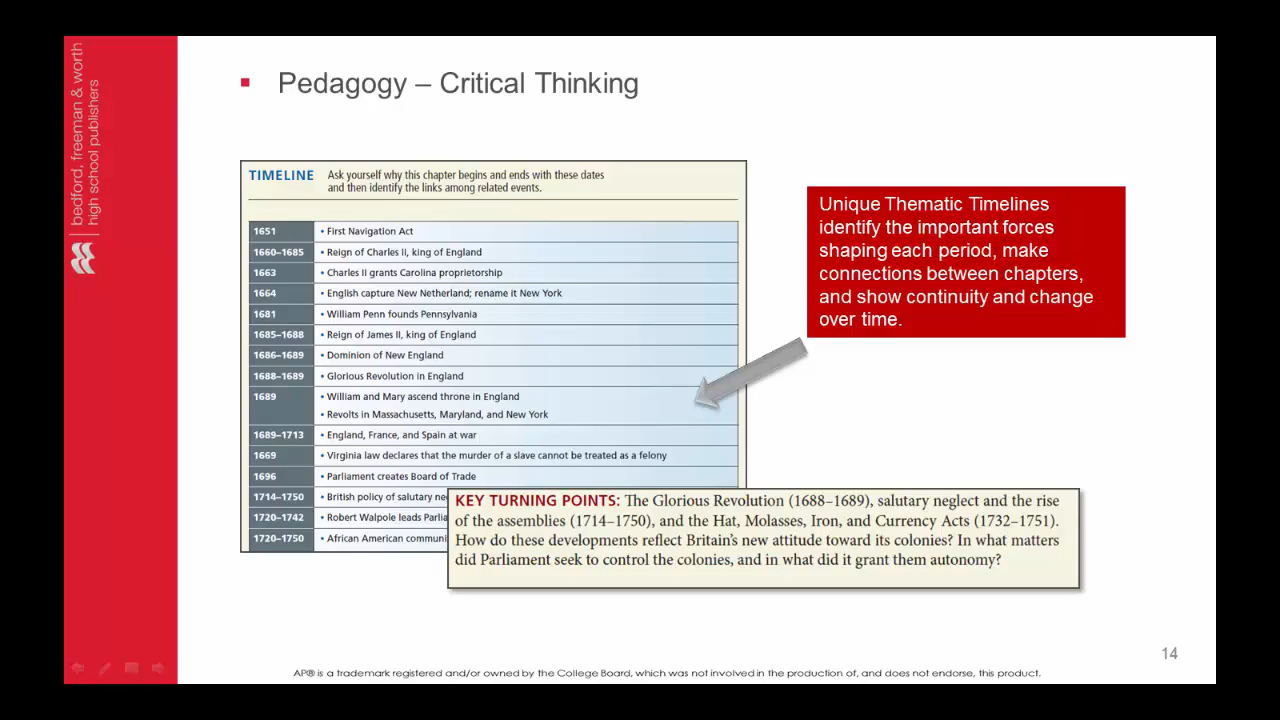 bedford, freeman & worth
high school publishers
Pedagogy – Critical Thinking
TIMELINE
Ask yourself why this chapter begins and ends with these dates
and then identify the links among related events.
1651 • First Navigation Act
1660–1685 • Reign of Charles II, king of England
1663 • Charles II grants Carolina proprietorship
1664 • English capture New Netherland; rename it New York
1681 • William Penn founds Pennsylvania
1685–1688 • Reign of James II, king of England
1686–1689 • Dominion of New England
1688–1689 • Glorious Revolution in England
1689 • William and Mary ascend throne in England
• Revolts in Massachusetts, Maryland, and New York
1689–1713 • England, France, and Spain at war
1669 • Virginia law declares that the murder of a slave cannot be treated as a felony
1696 • Parliament creates Board of Trade
1714–1750 • British policy of salutary
1720–1742 • Robert Walpole leads
1720–1750 • African American
Unique Thematic Timelines
identify the important forces
shaping each period, make
connections between chapters,
and show continuity and change
over time.
KEY TURNING POINTS: The Glorious Revolution (1688–1689), salutary neglect and the rise
of the assemblies (1714–1750), and the Hat, Molasses, Iron, and Currency Acts (1732–1751).
How do these developments reflect Britain's new attitude toward its colonies? In what matters
did Parliament seek to control the colonies, and in what did it grant them autonomy?
14
AP® is a trademark registered and/or owned by the College Board, which was not involved in the production of, and does not endorse, this product.